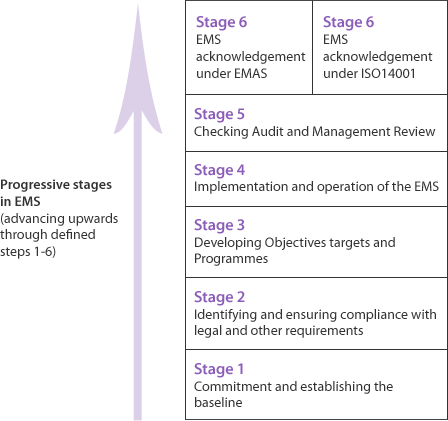 Stage 6
EMS
acknowledgement
under EMAS
Stage 6
EMS
acknowledgement
under ISO14001
Stage 5
Checking Audit and Management Review
Stage 4
Implementation and operation of the EMS
Progressive stages
in EMS
(advancing upwards
through defined
steps 1-6)
Stage 3
Developing Objectives targets and
Programmes
Stage 2
Identifying and ensuring compliance with
legal and other requirements
Stage 1
Commitment and establishing the
baseline